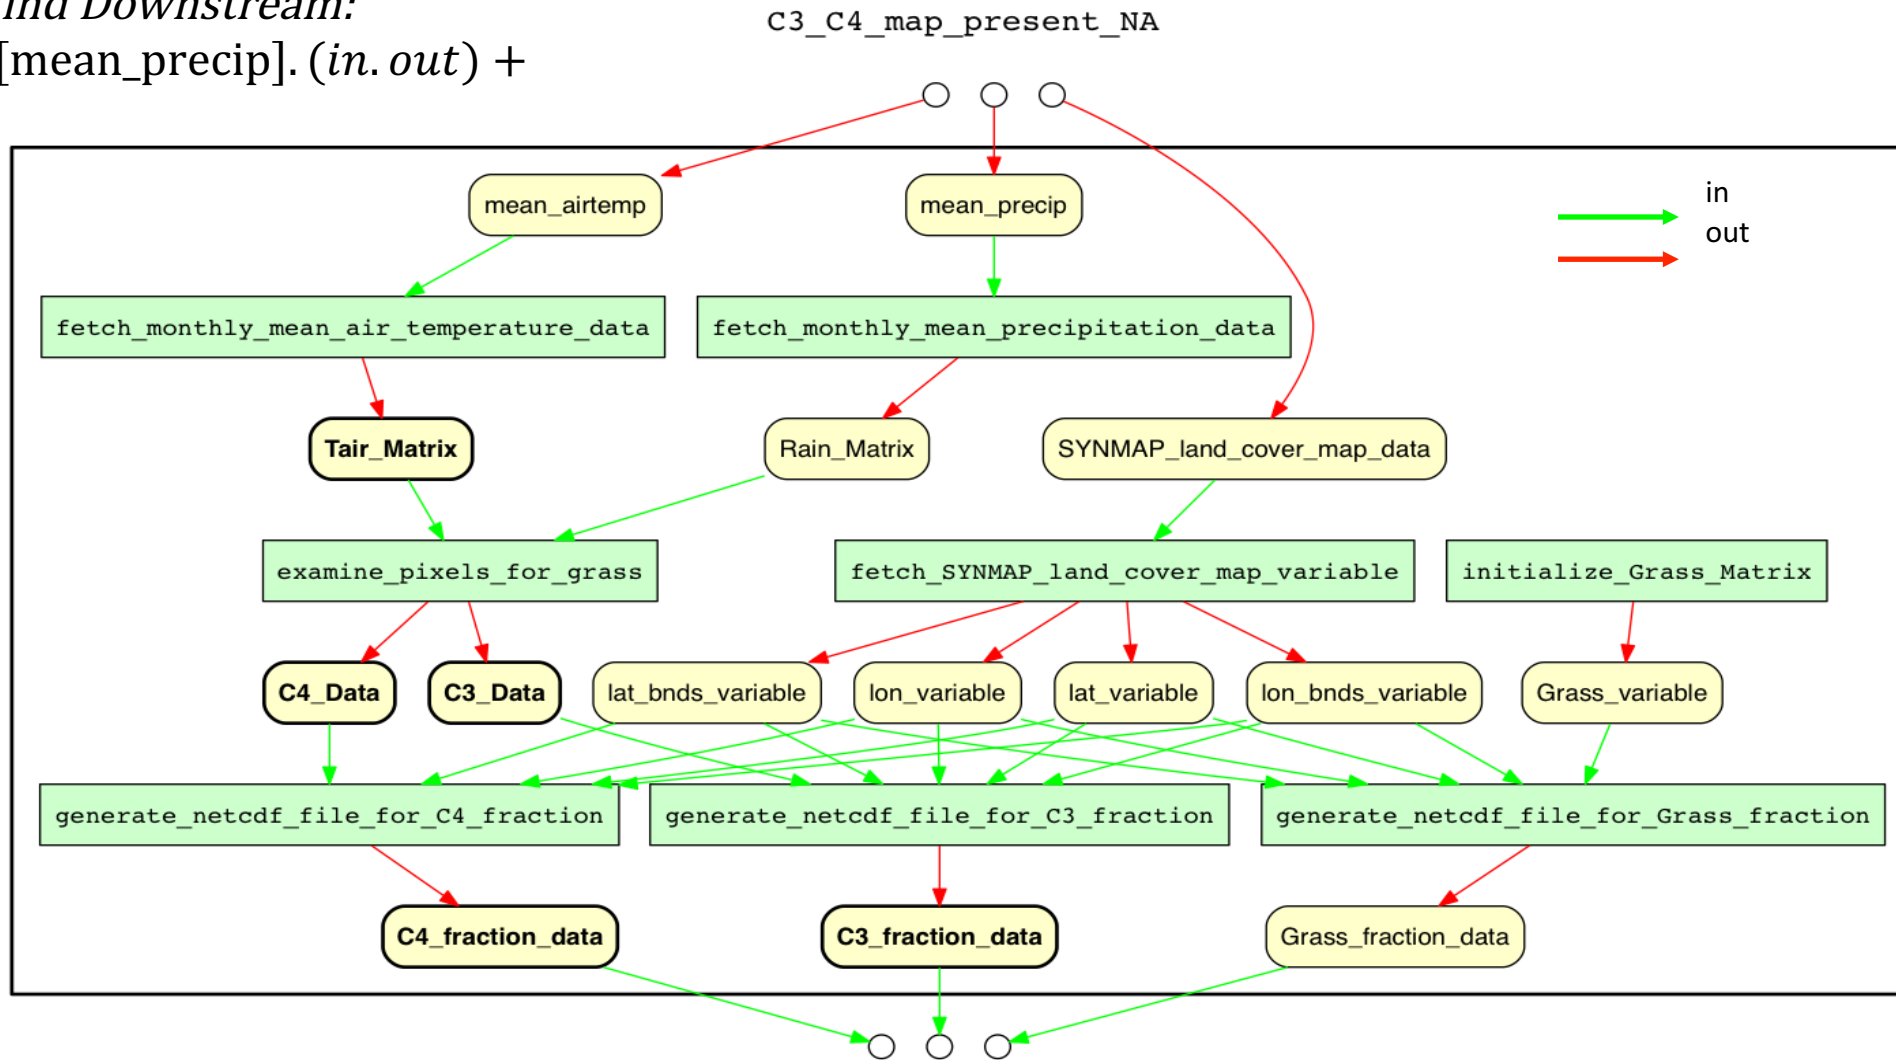 ind Downstream:
[mean_precip]. (in. out) +
C3_C4_map_present_NA
in
out
mean_airtemp
mean_precip
fetch_monthly_mean_air_temperature_data
fetch_monthly_mean_precipitation_data
Tair_Matrix
Rain_Matrix
SYNMAP_land_cover_map_data
examine_pixels_for_grass
fetch_SYNMAP_land_cover_map_variable
initialize_Grass_Matrix
C4_Data
C3_Data
lat_bnds_variable
lon_variable
lat_variable
lon_bnds_variable
Grass_variable
generate_netcdf_file_for_C4_fraction
generate_netcdf_file_for_C3_fraction
generate_netcdf_file_for_Grass_fraction
C4_fraction_data
C3_fraction_data
Grass_fraction_data